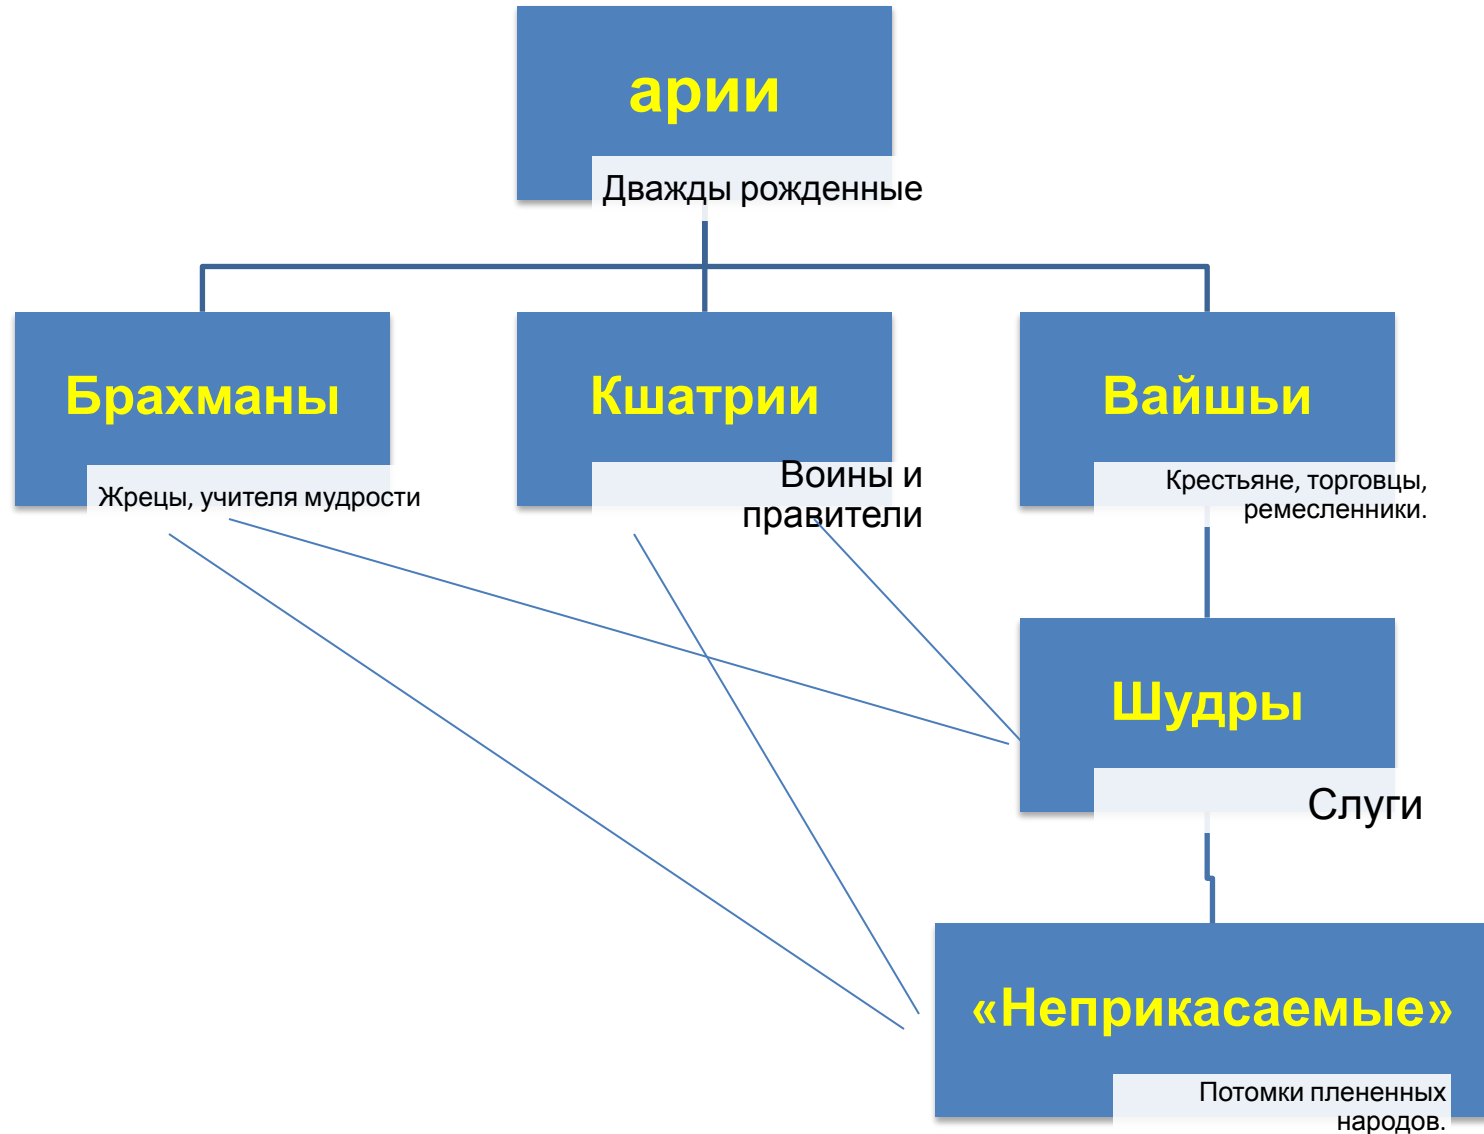 арии
Дважды рожденные
Брахманы
Жрецы, учителя мудрости
Кшатрии
Воины и
правители
Вайшьи
Крестьяне, торговцы,
ремесленники.
Шудры
Слуги
«Неприкасаемые»
Потомки плененных
народов.